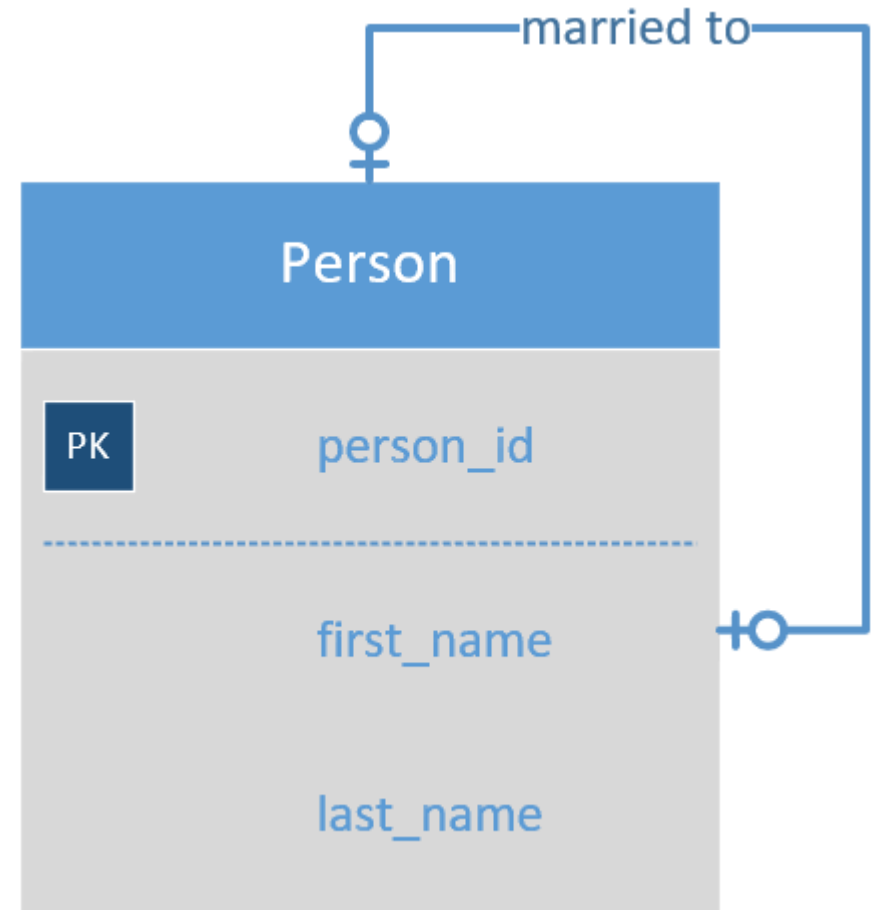 married to
Person
PK person_id
first_name
last_name